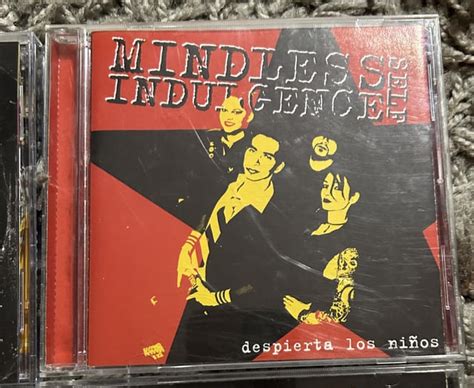 MINDLESS
SELF
INDULGENCE
despierta los niños